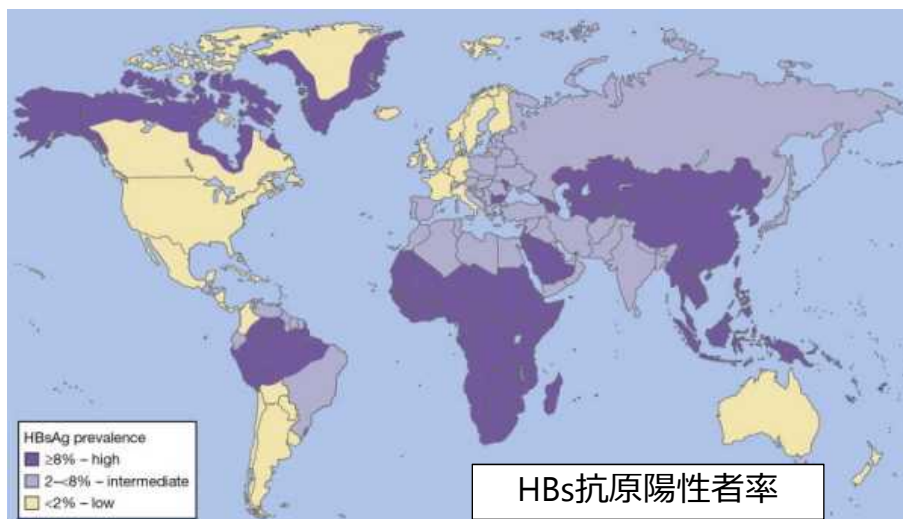 HBsAg prevalence
≥8% – high
2–<8% – intermediate
<2% – low
HBs抗原陽性者率